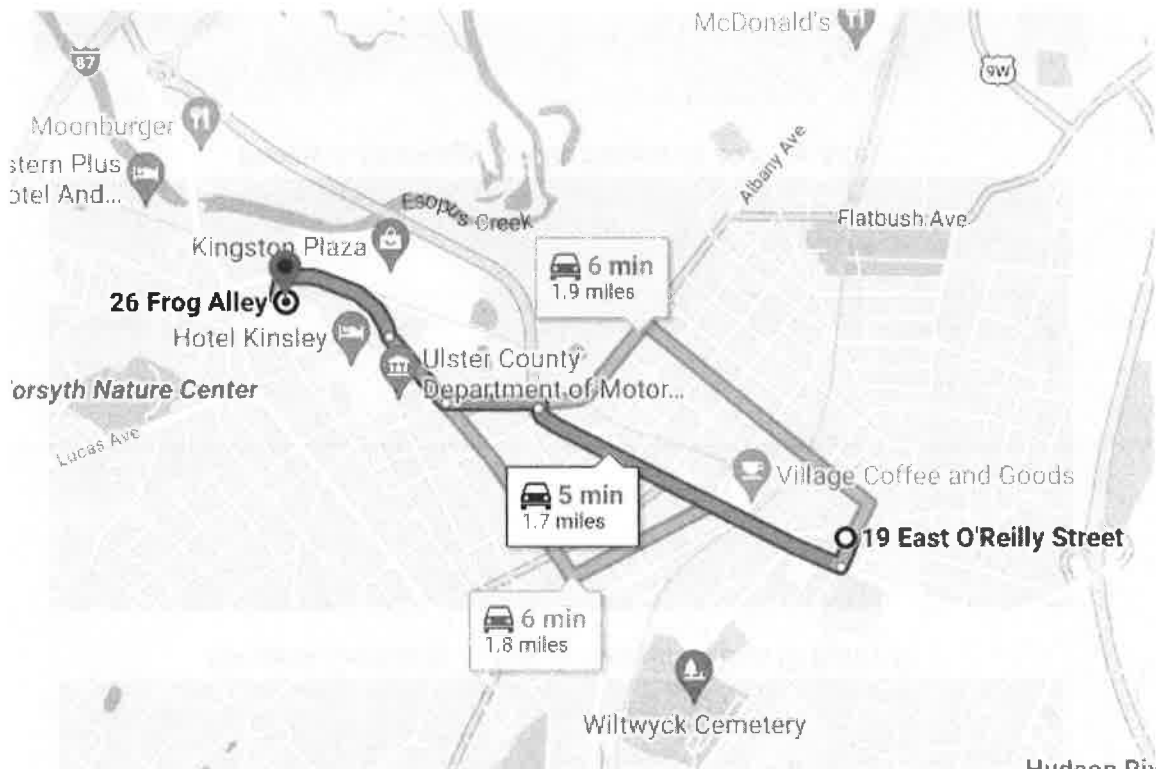 McDonald's
87
9W
Moonburger
stern Plus
otel And...
Albany Ave
Esopus Creek
Flatbush Ave
Kingston Plaza
6 min
1.9 miles
26 Frog Alley
Hotel Kinsley
Ulster County
Department of Motor...
orsyth Nature Center
Lucas Ave
Village Coffee and Goods
5 min
1.7 miles
19 East O'Reilly Street
6 min
1.8 miles
Wiltwyck Cemetery
Hudson Riv